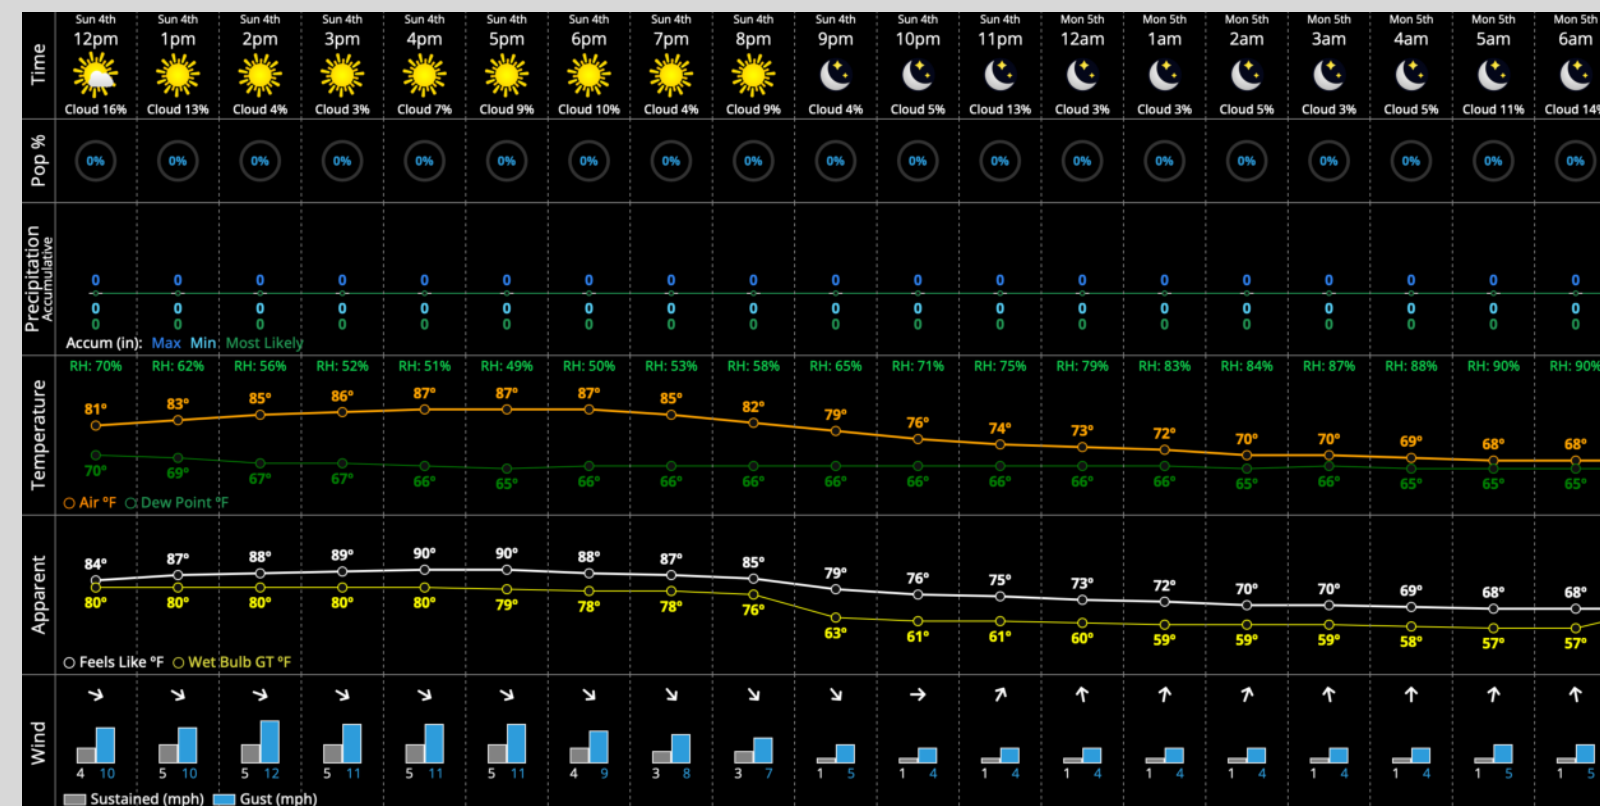 Sun 4th Sun 4th Sun 4th Sun 4th Sun 4th Sun 4th Sun 4th Sun 4th Sun 4th Sun 4th Sun 4th Sun 4th Mon 5th Mon 5th Mon 5th Mon 5th Mon 5th Mon 5th Mon 5th
12pm 1pm 2pm 3pm 4pm 5pm 6pm 7pm 8pm 9pm 10pm 11pm 12am 1am 2am 3am 4am 5am 6am
Time
Cloud 16% Cloud 13% Cloud 4% Cloud 3% Cloud 7% Cloud 9% Cloud 10% Cloud 4% Cloud 9% Cloud 4% Cloud 5% Cloud 13% Cloud 3% Cloud 3% Cloud 5% Cloud 3% Cloud 5% Cloud 11% Cloud 14%
Pop %
0% 0% 0% 0% 0% 0% 0% 0% 0% 0% 0% 0% 0% 0% 0% 0% 0% 0% 0%
Precipitation
Accumulative
0 0 0 0 0 0 0 0 0 0 0 0 0 0 0 0 0 0 0
0 0 0 0 0 0 0 0 0 0 0 0 0 0 0 0 0 0 0
0 0 0 0 0 0 0 0 0 0 0 0 0 0 0 0 0 0 0
Accum (in): Max Min Most Likely
Temperature
RH: 70% RH: 62% RH: 56% RH: 52% RH: 51% RH: 49% RH: 50% RH: 53% RH: 58% RH: 65% RH: 71% RH: 75% RH: 79% RH: 83% RH: 84% RH: 87% RH: 88% RH: 90% RH: 90%
81° 83° 85° 86° 87° 87° 87° 85° 82° 79° 76° 74° 73° 72° 70° 70° 69° 68° 68°
70° 69° 67° 67° 66° 65° 66° 66° 66° 66° 66° 66° 66° 66° 65° 66° 65° 65° 65°
Air °F Dew Point °F
Apparent
84° 87° 88° 89° 90° 90° 88° 87° 85° 79° 76° 75° 73° 72° 70° 70° 69° 68° 68°
80° 80° 80° 80° 80° 79° 78° 78° 76° 63° 61° 61° 60° 59° 59° 59° 58° 57° 57°
Feels Like °F Wet Bulb GT °F
Wind
4 10 5 10 5 12 5 11 5 11 5 11 4 9 3 8 3 7 1 5 1 4 1 4 1 4 1 4 1 4 1 4 1 4 1 5 1 5
Sustained (mph) Gust (mph)